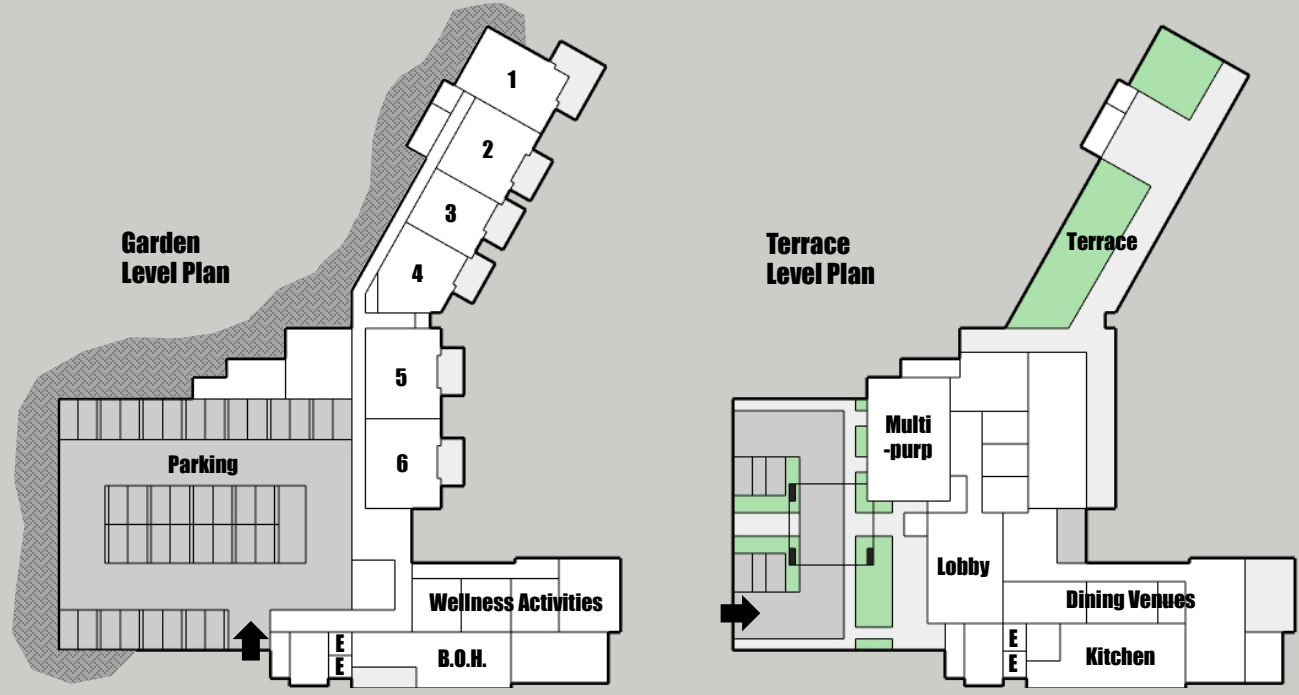 Garden
Level Plan
1
2
3
4
5
6
Parking
Wellness Activities
E
E
B.O.H.
Terrace
Level Plan
Terrace
Multi
-purp
Lobby
Dining Venues
E
E
Kitchen